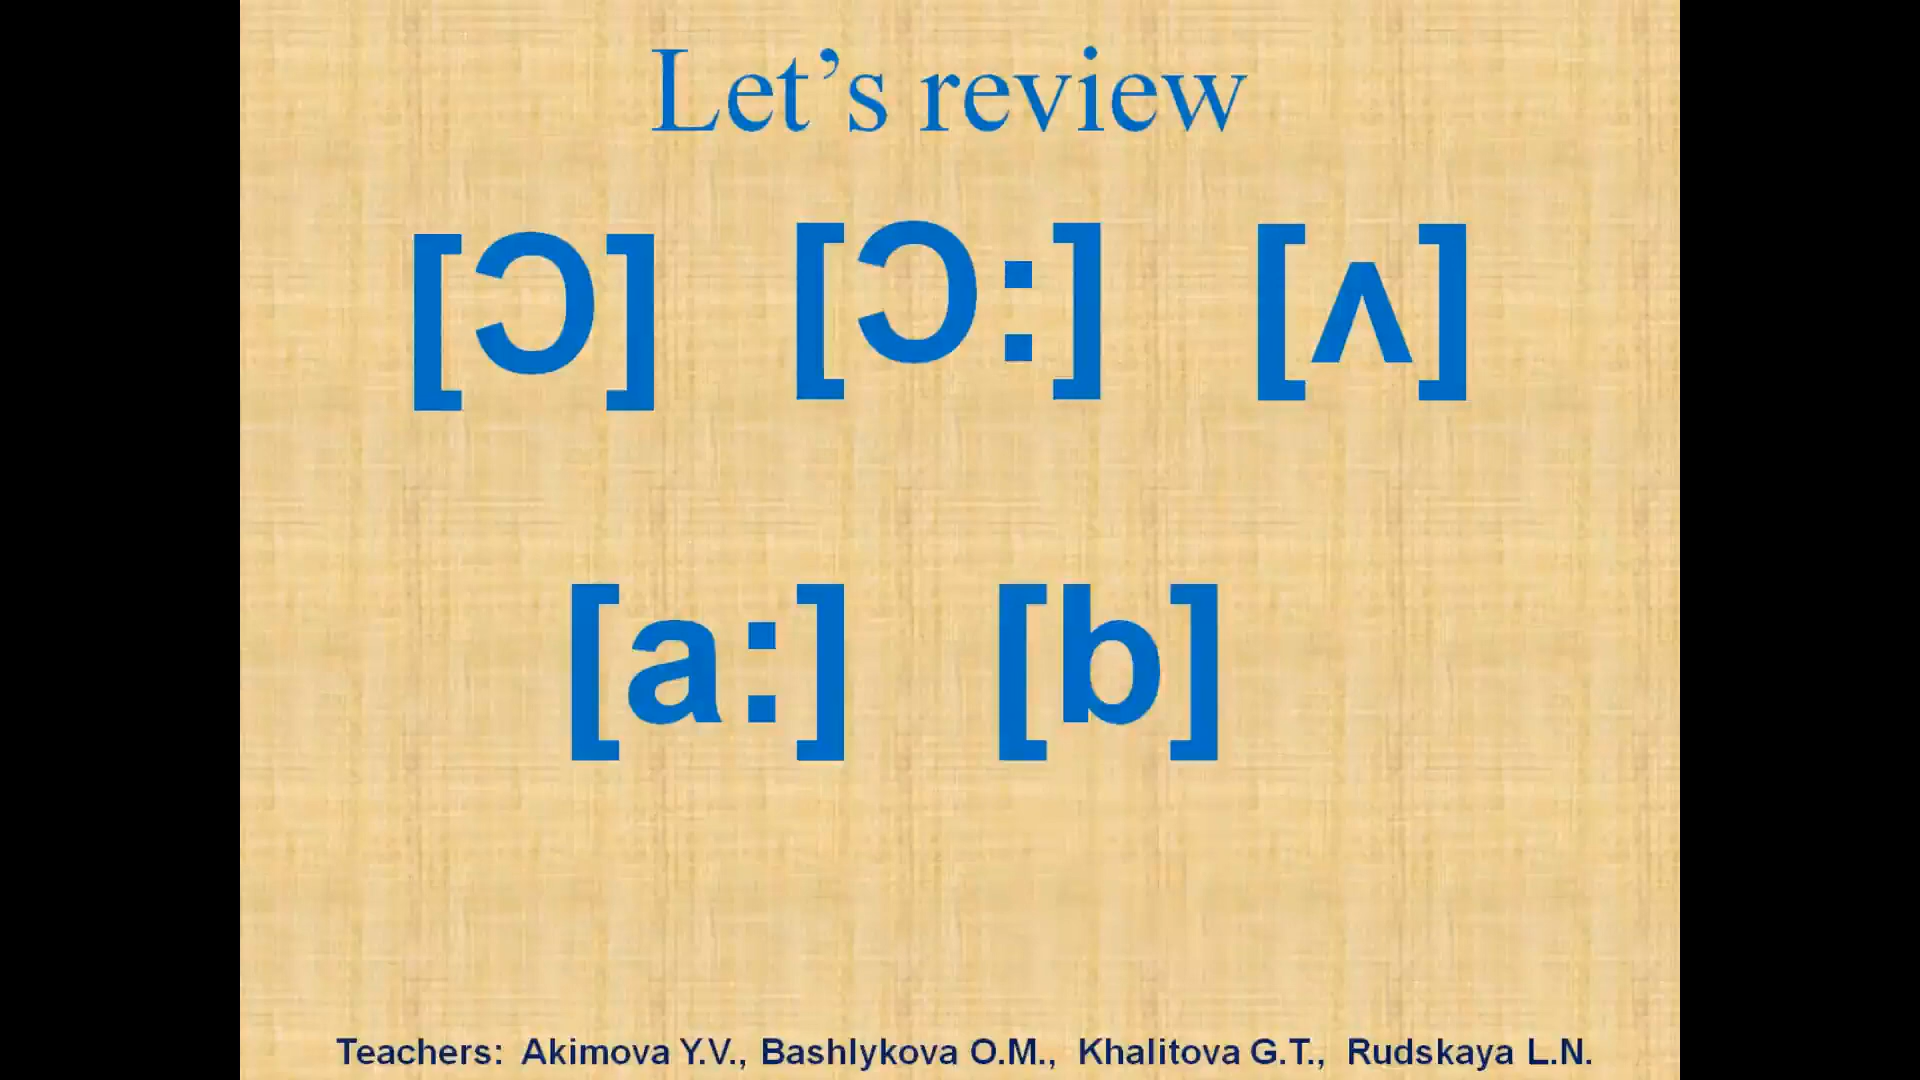 Let’s review
[Ɔ] [Ɔ:] [ʌ]
[a:] [b]
Teachers: Akimova Y.V., Bashlykova O.M., Khalitova G.T., Rudskaya L.N.